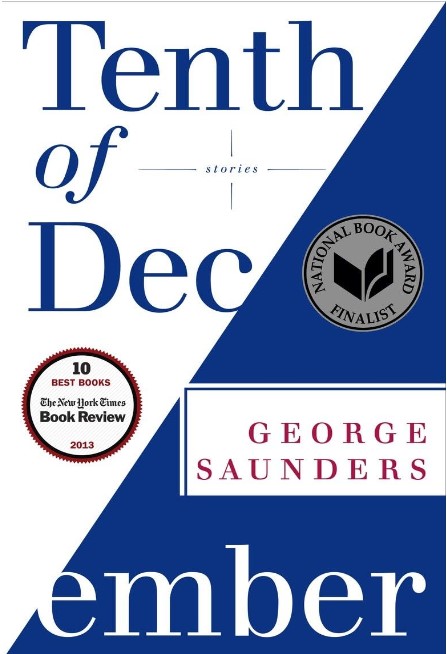 Tenth
of
stories
Dec
NATIONAL BOOK AWARD
FINALIST
10
BEST BOOKS
The New York Times
Book Review
2013
GEORGE
SAUNDERS
ember